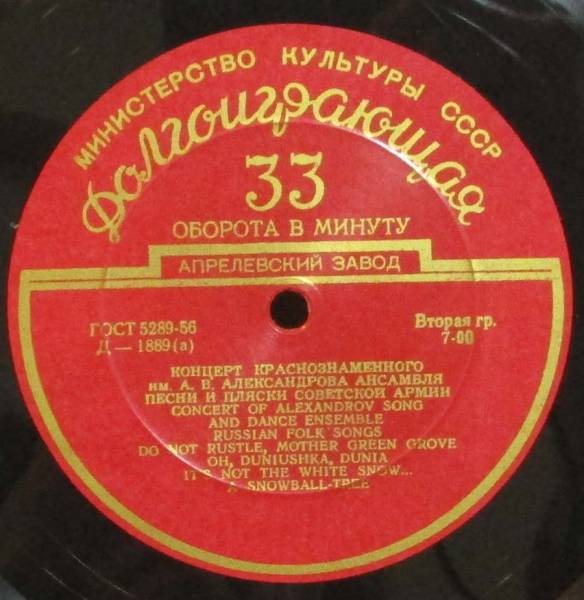 МИНИСТЕРСТВО КУЛЬТУРЫ СССР
Долгоиграющая
33
ОБОРОТА В МИНУТУ
АПРЕЛЕВСКИЙ ЗАВОД
ГОСТ 5289-56
Д — 1889(а)
Вторая гр.
7-00
КОНЦЕРТ КРАСНОЗНАМЕННОГО
им. А. В. АЛЕКСАНДРОВА АНСАМБЛЯ
ПЕСНИ И ПЛЯСКИ СОВЕТСКОЙ АРМИИ
CONCERT OF ALEXANDROV SONG
AND DANCE ENSEMBLE
RUSSIAN FOLK SONGS
DO NOT RUSTLE, MOTHER GREEN GROVE
OH, DUNIUSHKA, DUNIA
IT'S NOT THE WHITE SNOW...
A SNOWBALL-TREE